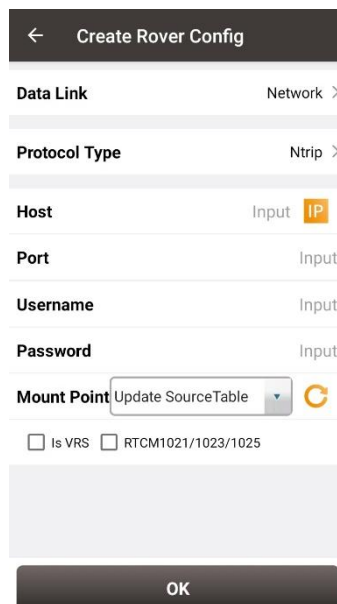 ← Create Rover Config
Data Link Network >
Protocol Type Ntrip >
Host Input IP
Port Input
Username Input
Password Input
Mount Point Update SourceTable
Is VRS RTCM1021/1023/1025
OK